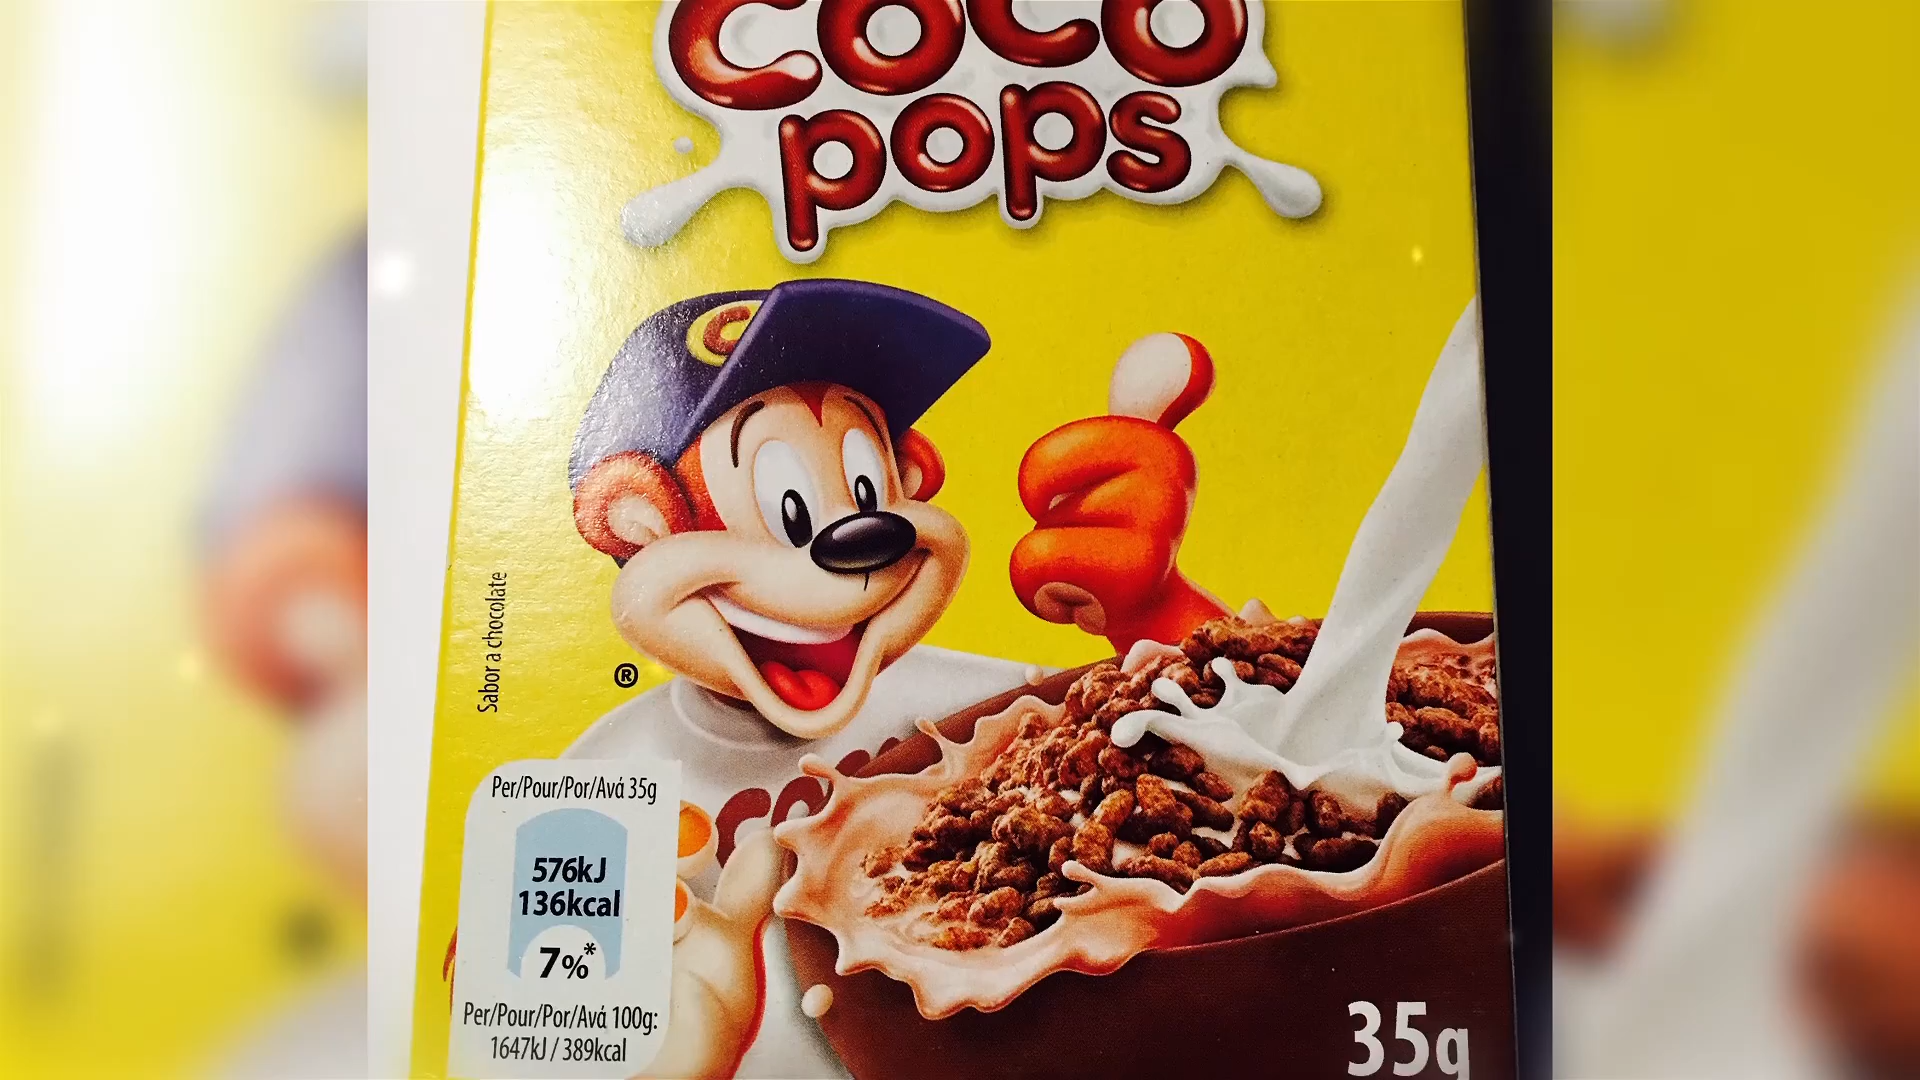 coco
pops
C
Sabor a chocolate
®
Per/Pour/Por/Avá 35g
576kJ
136kcal
7%*
Per/Pour/Por/Avá 100g:
1647kJ / 389kcal
35g